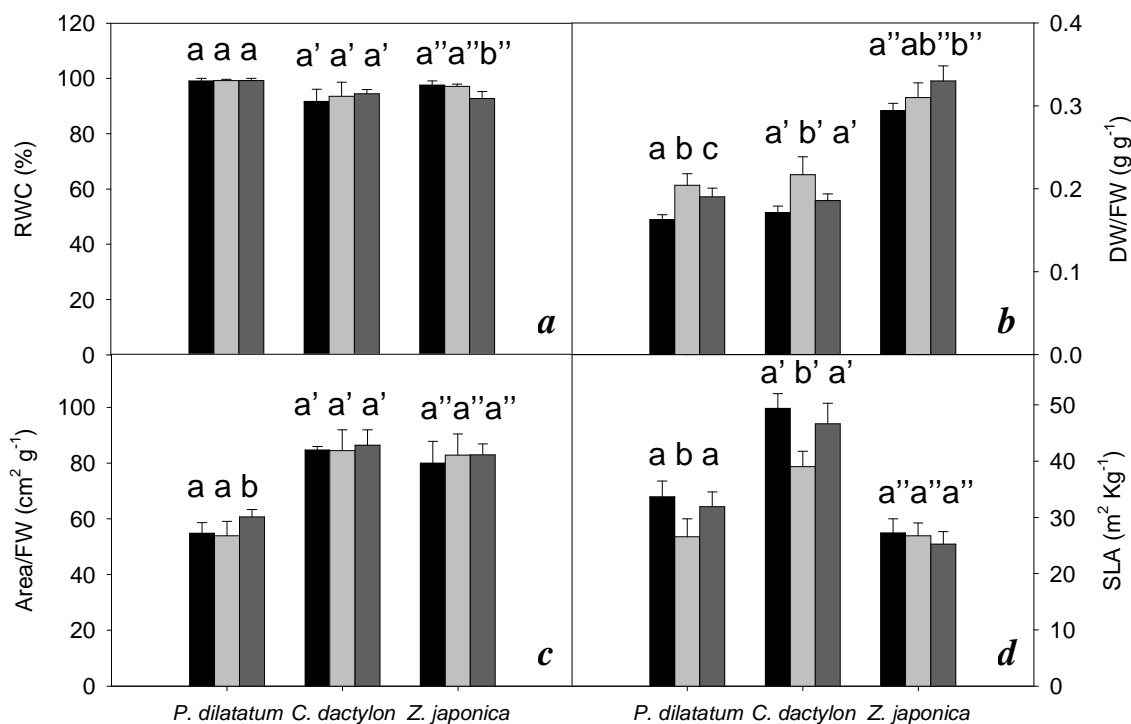 120
100
80
60
40
20
0
RWC (%)
a a a
a’ a’ a’
a’’a’’b’’
a
0.4
0.3
0.2
0.1
0.0
DW/FW (g g⁻¹)
a b c
a’ b’ a’
a’’ab’’b’’
b
100
80
60
40
20
0
Area/FW (cm² g⁻¹)
a a b
a’ a’ a’
a’’a’’a’’
c
50
40
30
20
10
0
SLA (m² Kg⁻¹)
a b a
a’ b’ a’
a’’a’’a’’
d
P. dilatatum C. dactylon Z. japonica
P. dilatatum C. dactylon Z. japonica